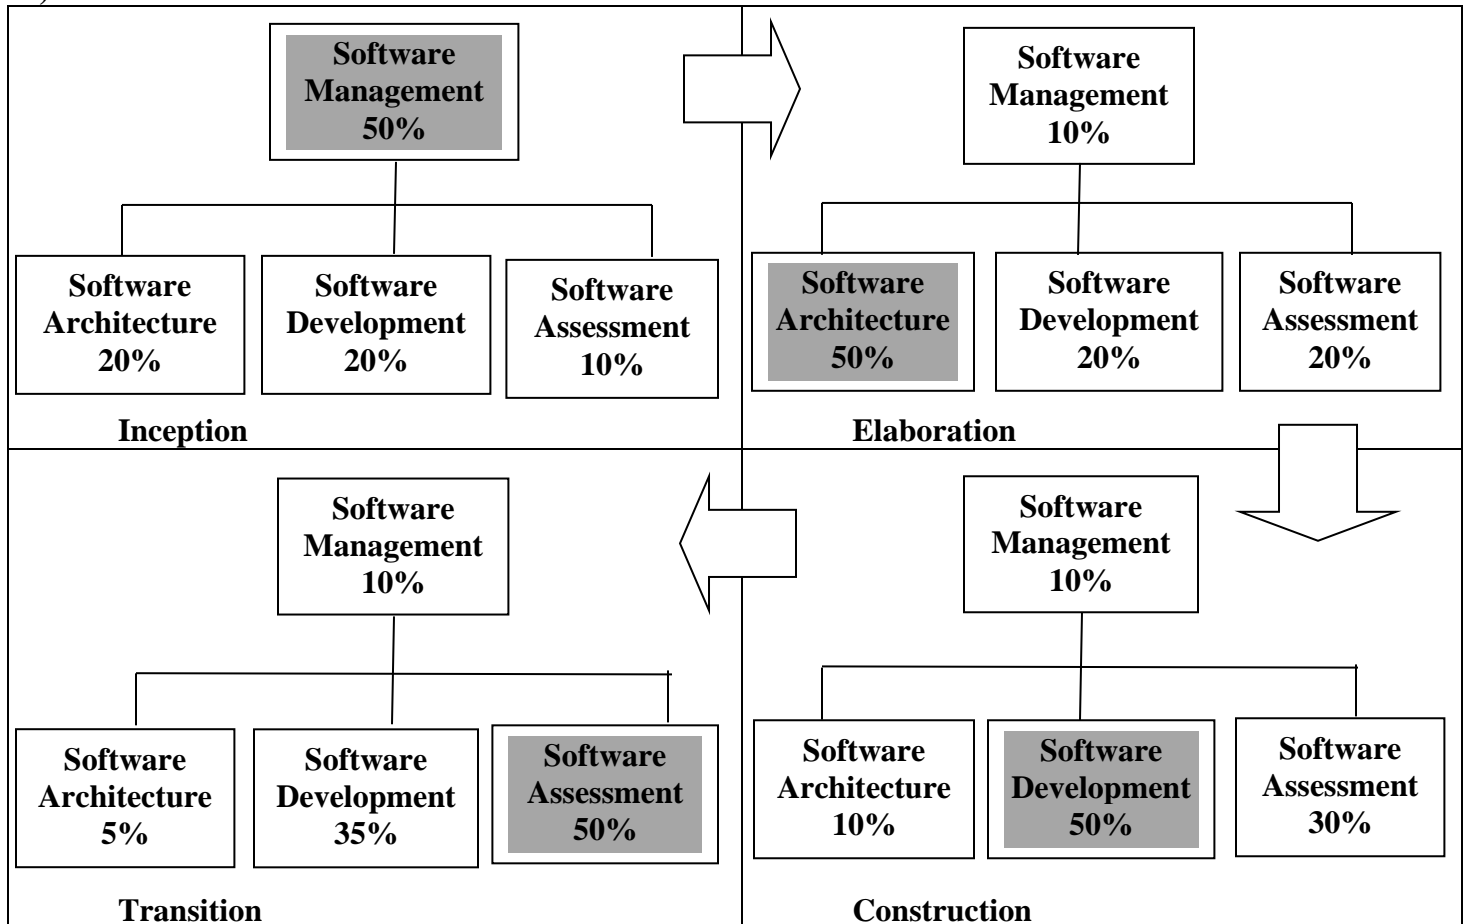 )
Software
Management
50%
Software
Architecture
20%
Software
Development
20%
Software
Assessment
10%
Inception
Software
Management
10%
Software
Architecture
50%
Software
Development
20%
Software
Assessment
20%
Elaboration
Software
Management
10%
Software
Architecture
5%
Software
Development
35%
Software
Assessment
50%
Transition
Software
Management
10%
Software
Architecture
10%
Software
Development
50%
Software
Assessment
30%
Construction